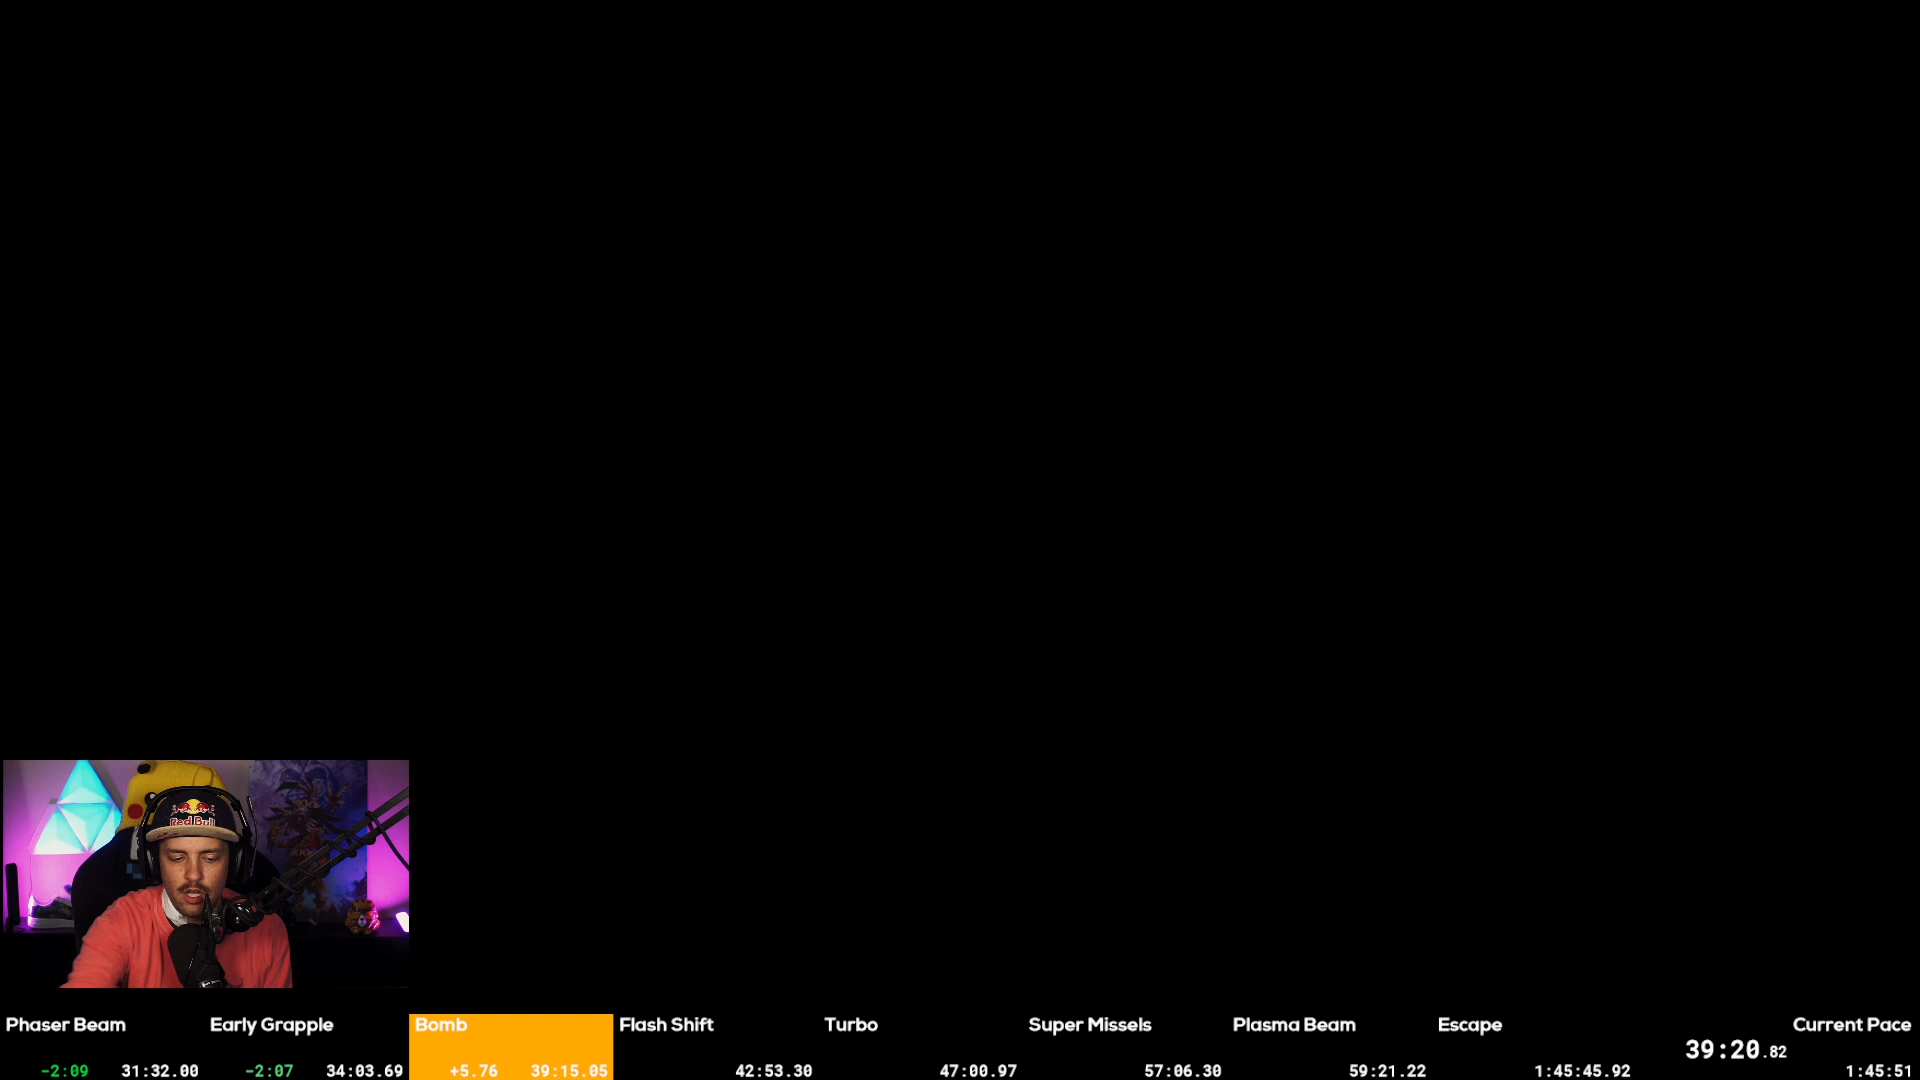 Red Bull
Phaser Beam
-2:09 31:32.00
Early Grapple
-2:07 34:03.69
Bomb
+5.76 39:15.05
Flash Shift
42:53.30
Turbo
47:00.97
Super Missels
57:06.30
Plasma Beam
59:21.22
Escape
1:45:45.92
39:20.82
Current Pace
1:45:51